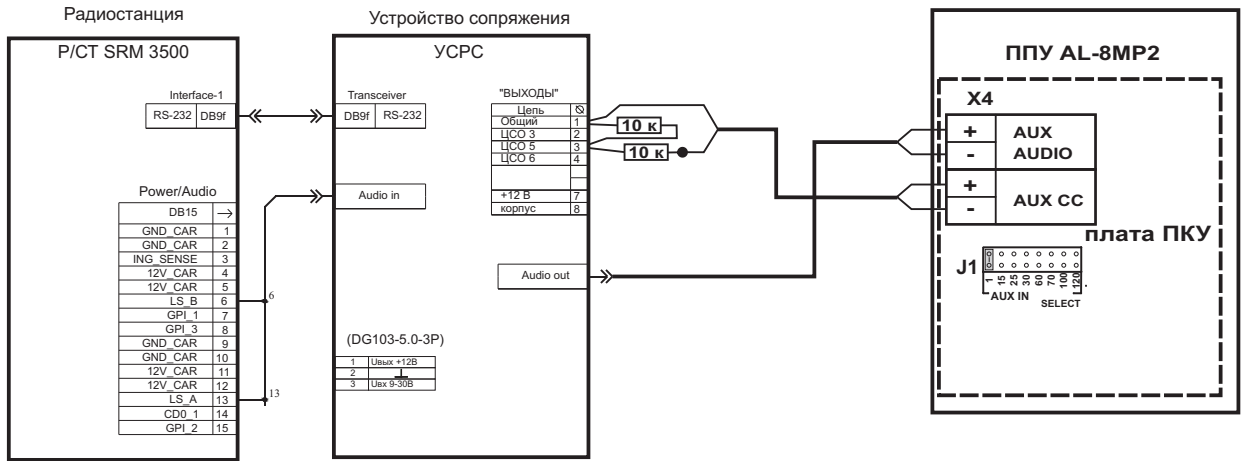 Радиостанция
Р/СТ SRM 3500
Interface-1
RS-232 DB9f
Power/Audio
DB15
GND_CAR 1
GND_CAR 2
ING_SENSE 3
12V_CAR 4
12V_CAR 5
LS_B 6
GPI_1 7
GPI_3 8
GND_CAR 9
GND_CAR 10
12V_CAR 11
12V_CAR 12
LS_A 13
CD0_1 14
GPI_2 15
6
13
Устройство сопряжения
УСРС
Transceiver
DB9f RS-232
Audio in
"ВЫХОДЫ"
Цепь
Общий 1
ЦСО 3 2
ЦСО 5 3
ЦСО 6 4
+12 В 7
корпус 8
Audio out
(DG103-5.0-3P)
1 Uвых +12В
2
3 Uвх 9-30В
10 к
10 к
ППУ AL-8MP2
X4
+ AUX
- AUDIO
+ AUX CC
-
плата ПКУ
J1
1 15 25 30 60 70 100 120
AUX IN SELECT